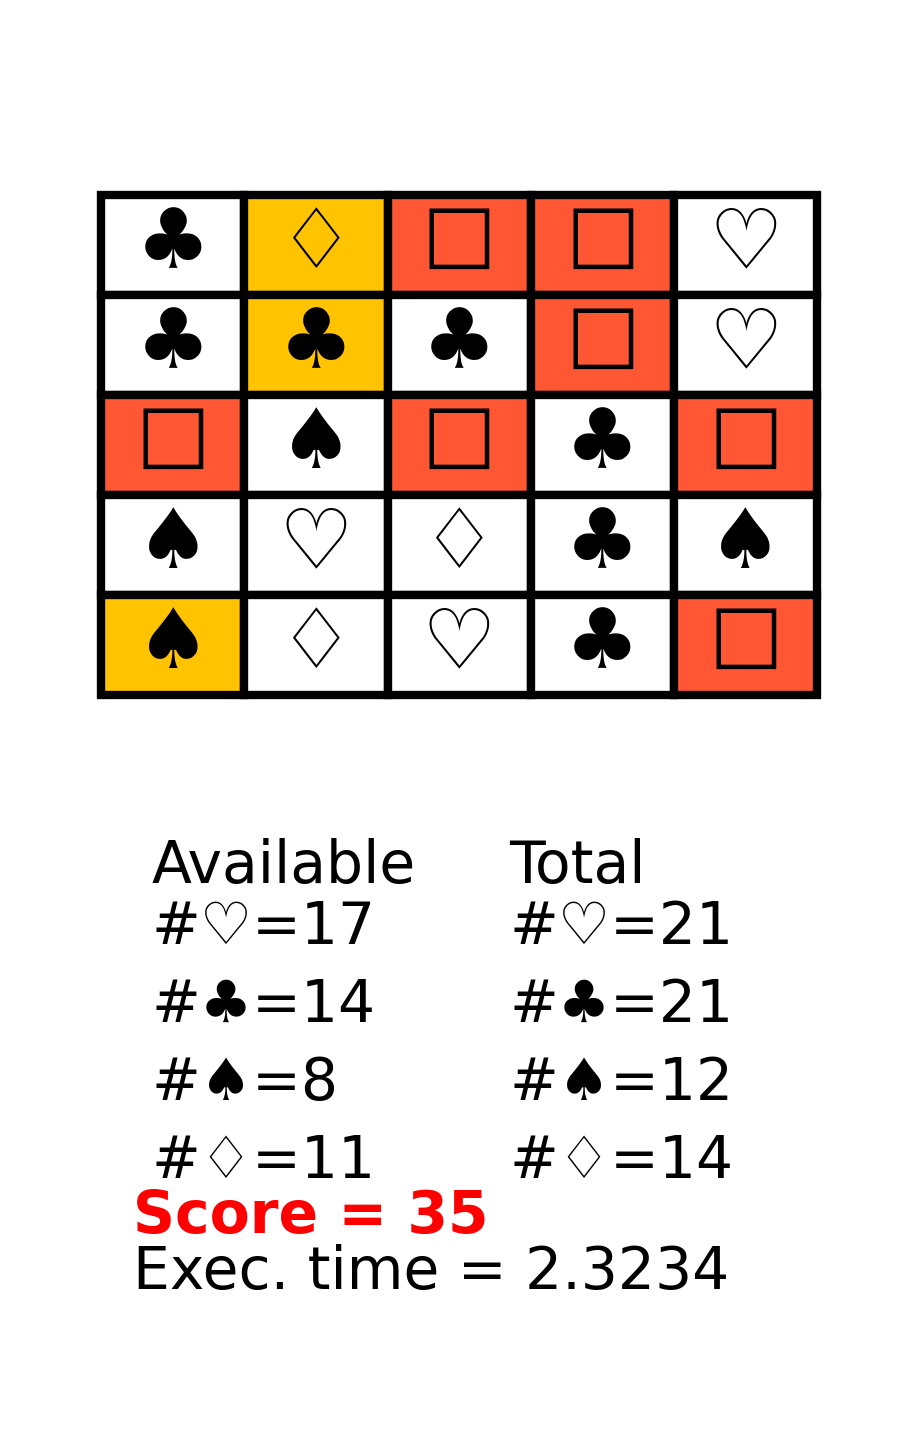 ♣ ♢ □ □ ♡
♣ ♣ ♣ □ ♡
□ ♠ □ ♣ □
♠ ♡ ♢ ♣ ♠
♠ ♢ ♡ ♣ □
Available Total
#♡=17 #♡=21
#♣=14 #♣=21
#♠=8 #♠=12
#♢=11 #♢=14
Score = 35
Exec. time = 2.3234